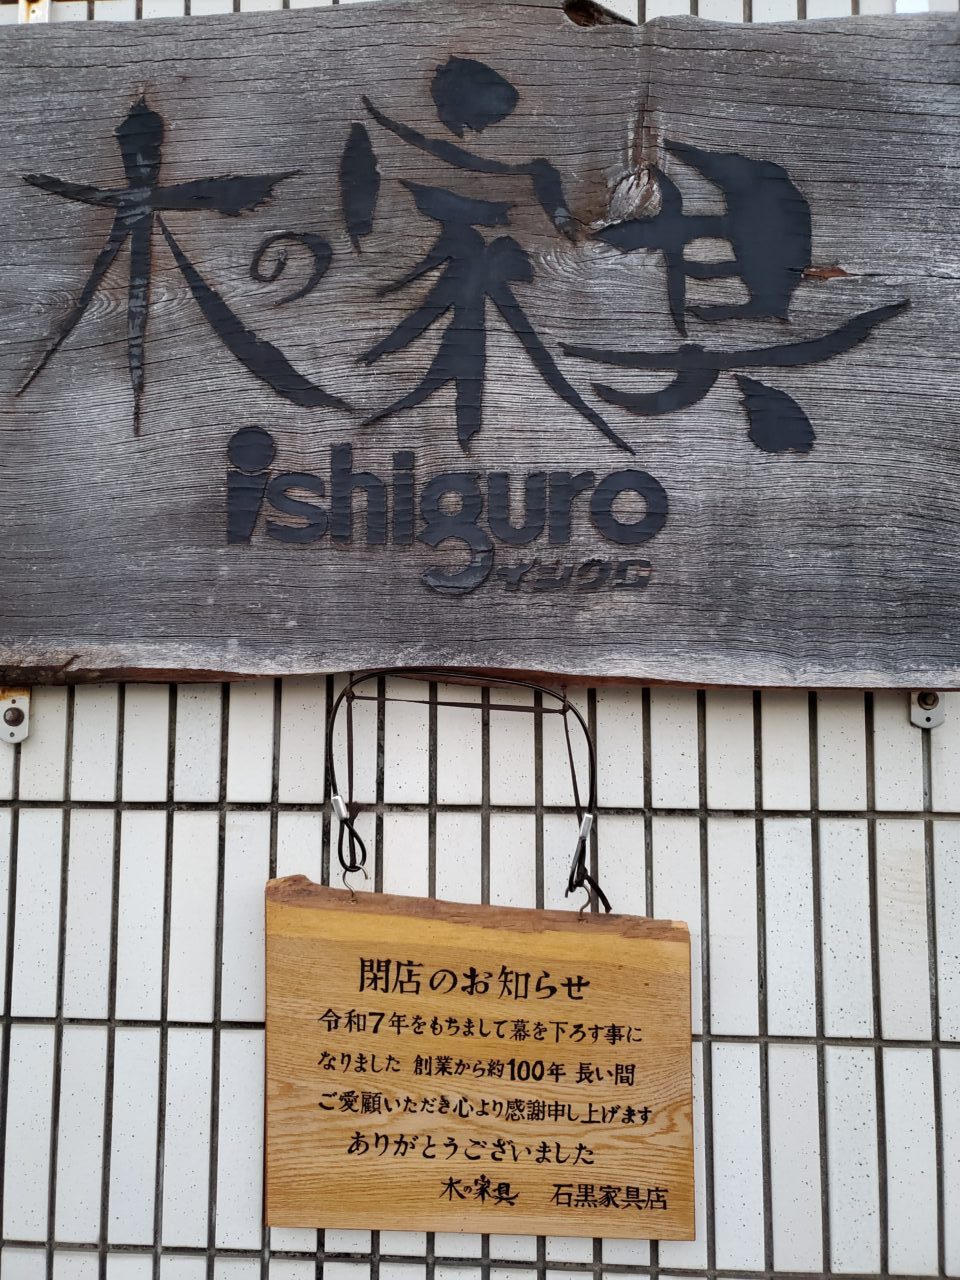 木の家具
ishiguro
イシグロ
閉店のお知らせ
令和7年をもちまして幕を下ろす事に
なりました 創業から約100年 長い間
ご愛顧いただき心より感謝申し上げます
ありがとうございました
木の家具 石黒家具店